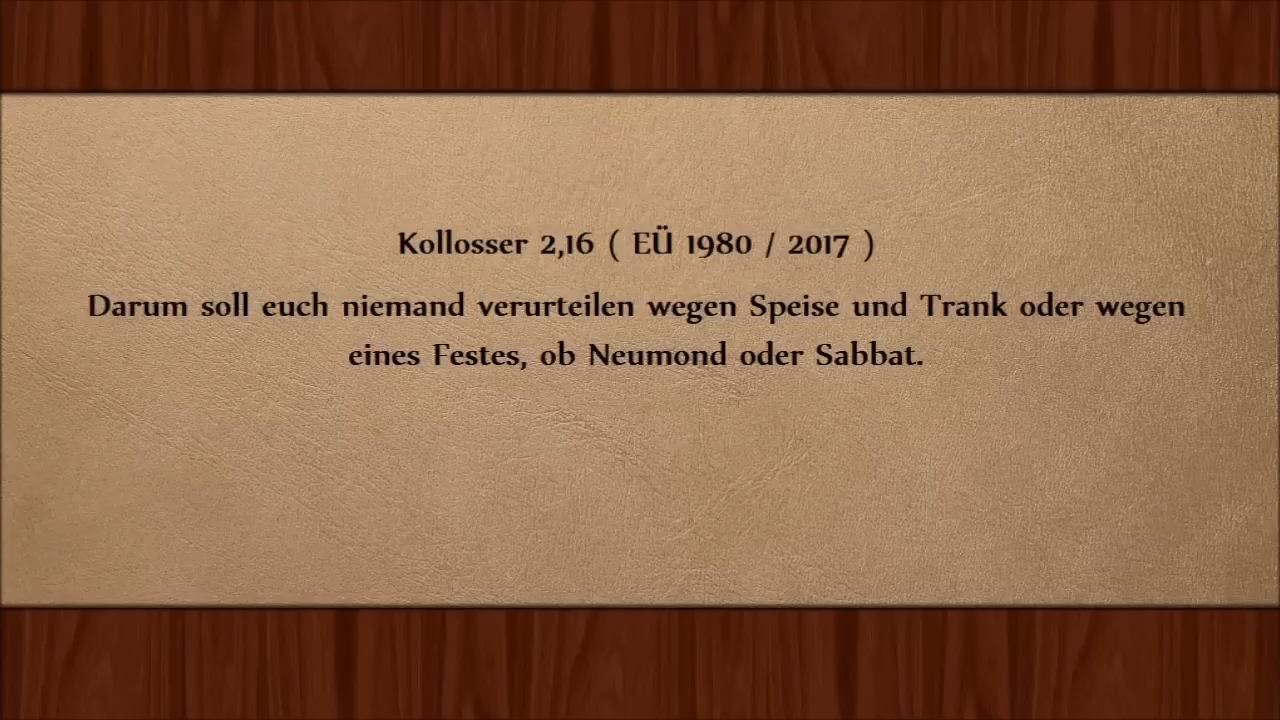 Kollosser 2,16 ( EÜ 1980 / 2017 )
Darum soll euch niemand verurteilen wegen Speise und Trank oder wegen
eines Festes, ob Neumond oder Sabbat.